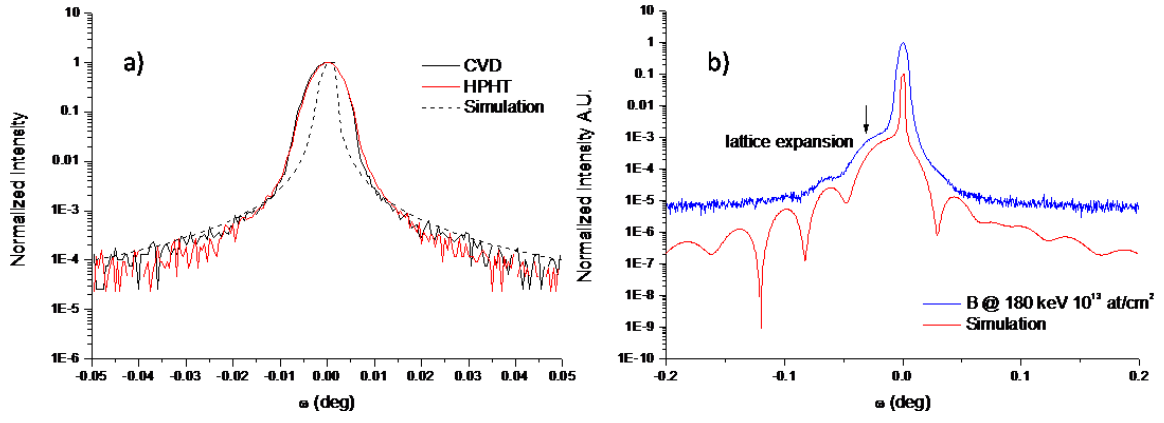 a)
CVD
HPHT
Simulation
Normalized Intensity
10
1
0.1
0.01
1E-3
1E-4
1E-5
1E-6
-0.05 -0.04 -0.03 -0.02 -0.01 0.00 0.01 0.02 0.03 0.04 0.05
ω (deg)
b)
lattice expansion
B @ 180 keV 10¹³ at/cm²
Simulation
Normalized Intensity A.U.
10
1
0.1
0.01
1E-3
1E-4
1E-5
1E-6
1E-7
1E-8
1E-9
1E-10
-0.2 -0.1 0.0 0.1 0.2
ω (deg)